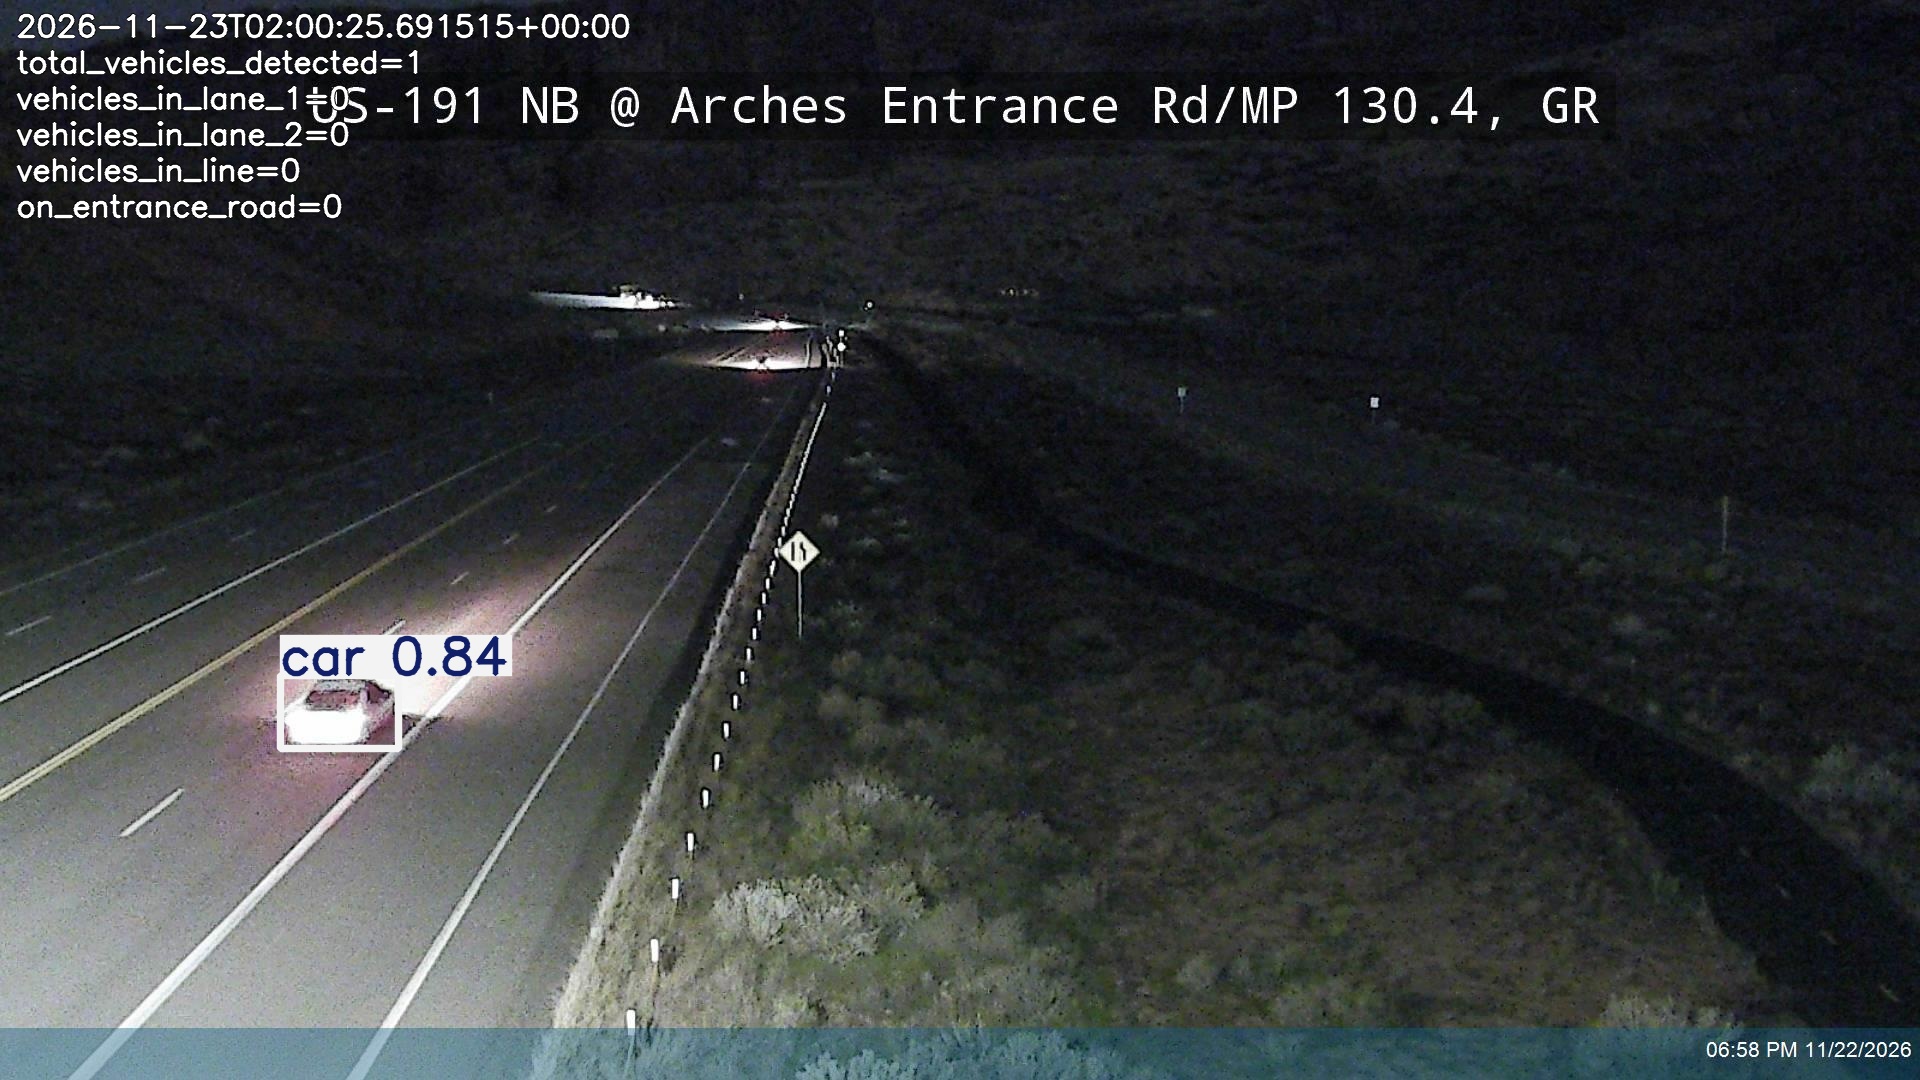 2026-11-23T02:00:25.691515+00:00
total_vehicles_detected=1
vehicles_in_lane_1=0
US-191 NB @ Arches Entrance Rd/MP 130.4, GR
vehicles_in_lane_2=0
vehicles_in_line=0
on_entrance_road=0
car 0.84
06:58 PM 11/22/2026